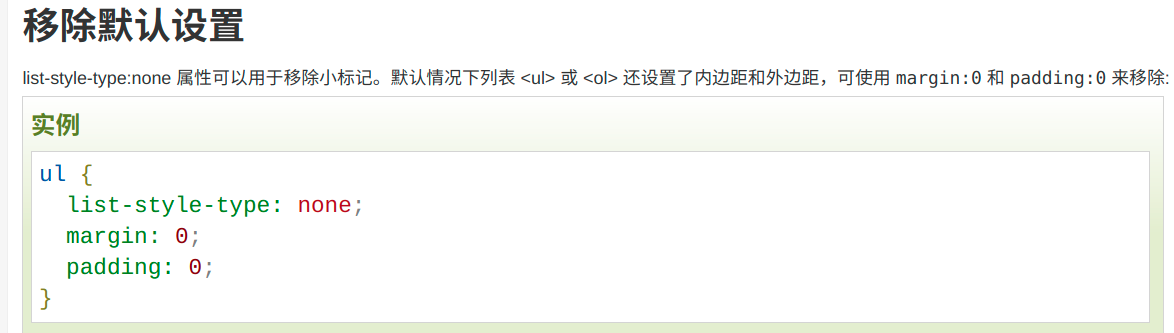 移除默认设置
list-style-type:none 属性可以用于移除小标记。默认情况下列表 <ul> 或 <ol> 还设置了内边距和外边距，可使用 margin:0 和 padding:0 来移除:
实例
ul {
  list-style-type: none;
  margin: 0;
  padding: 0;
}